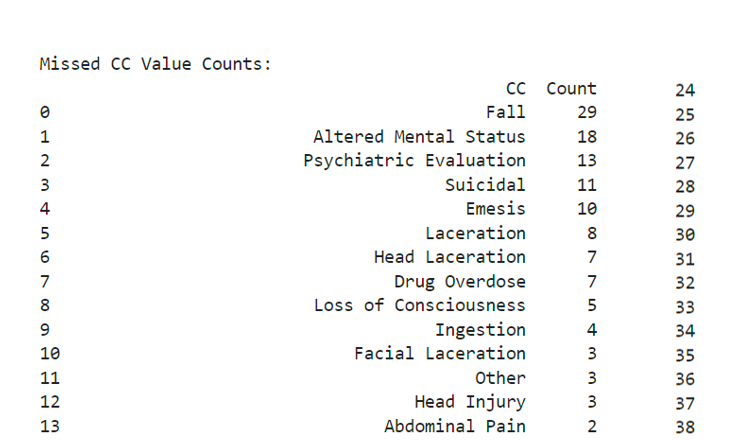 Missed CC Value Counts:
CC Count 24
0 Fall 29 25
1 Altered Mental Status 18 26
2 Psychiatric Evaluation 13 27
3 Suicidal 11 28
4 Emesis 10 29
5 Laceration 8 30
6 Head Laceration 7 31
7 Drug Overdose 7 32
8 Loss of Consciousness 5 33
9 Ingestion 4 34
10 Facial Laceration 3 35
11 Other 3 36
12 Head Injury 3 37
13 Abdominal Pain 2 38